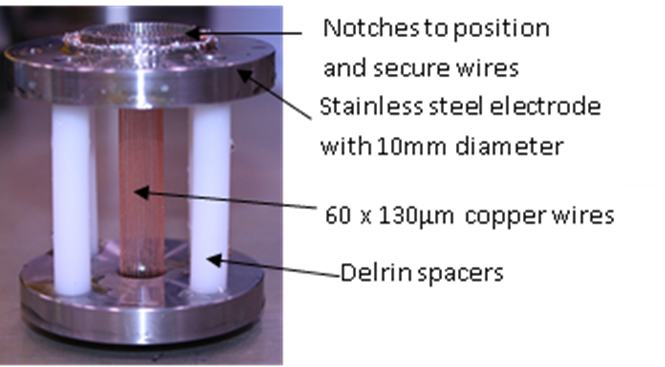 Notches to position
and secure wires
Stainless steel electrode
with 10mm diameter
60 x 130µm copper wires
Delrin spacers